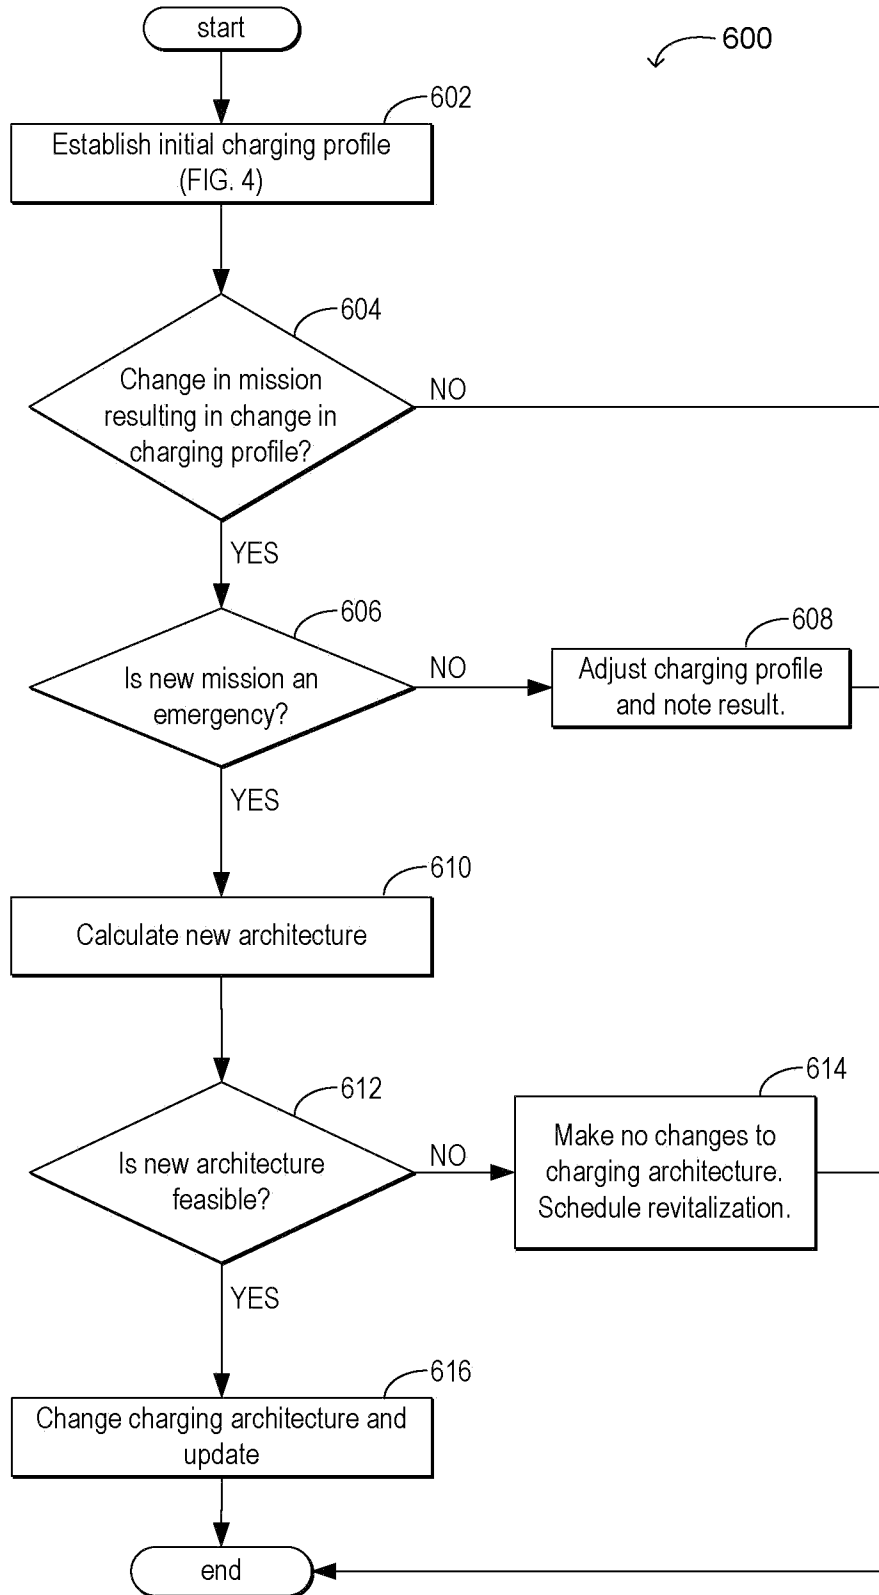 start
600
602
Establish initial charging profile
(FIG. 4)
604
Change in mission
resulting in change in
charging profile?
NO
YES
606
Is new mission an
emergency?
NO
608
Adjust charging profile
and note result.
YES
610
Calculate new architecture
612
Is new architecture
feasible?
NO
614
Make no changes to
charging architecture.
Schedule revitalization.
YES
616
Change charging architecture and
update
end